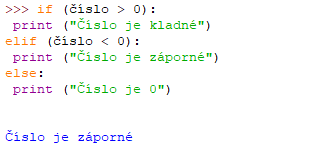 >>> if (číslo > 0):
 print ("Číslo je kladné")
elif (číslo < 0):
 print ("Číslo je záporné")
else:
 print ("Číslo je 0")
Číslo je záporné